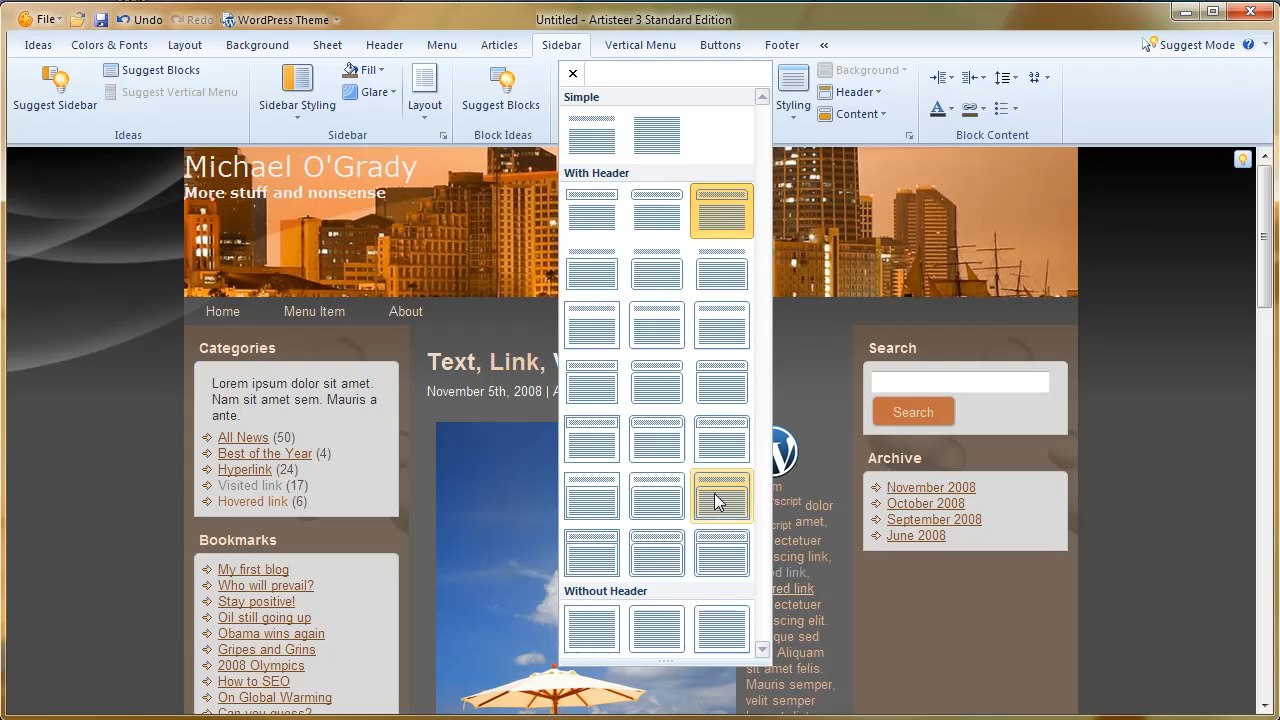 File
Undo
Redo
WordPress Theme
Untitled - Artisteer 3 Standard Edition
Ideas
Colors & Fonts
Layout
Background
Sheet
Header
Menu
Articles
Sidebar
Vertical Menu
Buttons
Footer
Suggest Mode
Suggest Sidebar
Suggest Blocks
Suggest Vertical Menu
Ideas
Sidebar Styling
Fill
Glare
Layout
Sidebar
Suggest Blocks
Block Ideas
Styling
Background
Header
Content
Block Content
Simple
With Header
Without Header
Michael O'Grady
More stuff and nonsense
Home
Menu Item
About
Categories
Lorem ipsum dolor sit amet.
Nam sit amet sem. Mauris a
ante.
All News (50)
Best of the Year (4)
Hyperlink (24)
Visited link (17)
Hovered link (6)
Bookmarks
My first blog
Who will prevail?
Stay positive!
Oil still going up
Obama wins again
Gripes and Grins
2008 Olympics
How to SEO
On Global Warming
Can you guess?
Text, Link,
November 5th, 2008 |
dolor
amet,
link,
link,
link
elit.
sed
Aliquam
sit amet felis.
Mauris semper,
velit semper
Search
Search
Archive
November 2008
October 2008
September 2008
June 2008